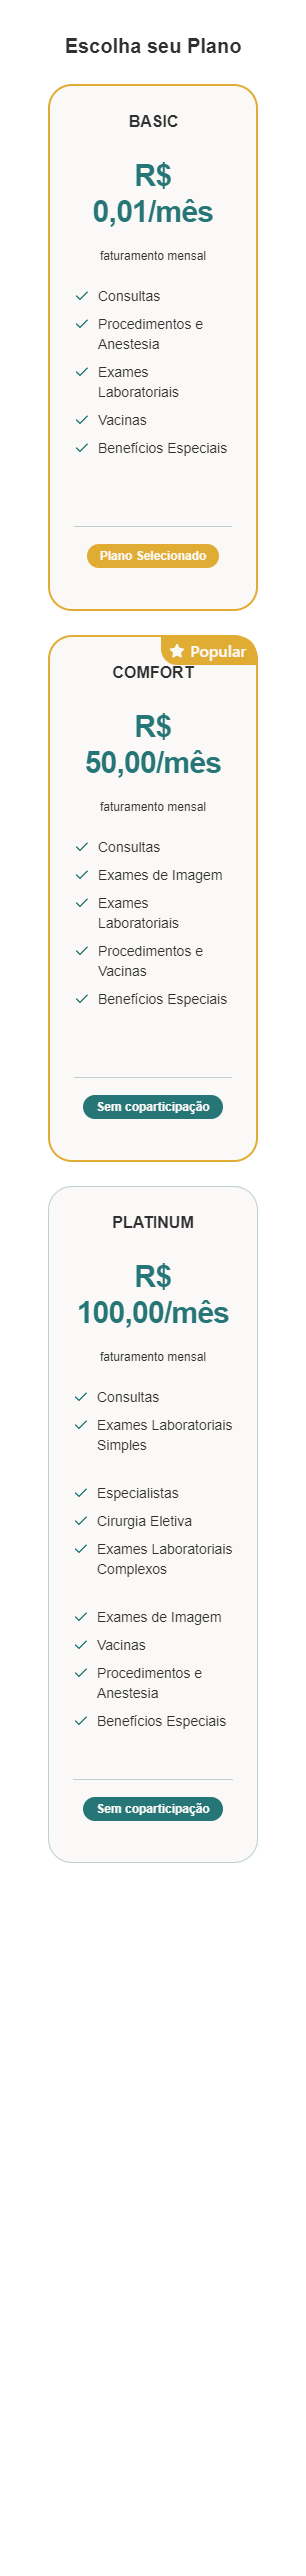 Escolha seu Plano
BASIC
R$
0,01/mês
faturamento mensal
Consultas
Procedimentos e
Anestesia
Exames
Laboratoriais
Vacinas
Benefícios Especiais
Plano Selecionado
Popular
COMFORT
R$
50,00/mês
faturamento mensal
Consultas
Exames de Imagem
Exames
Laboratoriais
Procedimentos e
Vacinas
Benefícios Especiais
Sem coparticipação
PLATINUM
R$
100,00/mês
faturamento mensal
Consultas
Exames Laboratoriais
Simples
Especialistas
Cirurgia Eletiva
Exames Laboratoriais
Complexos
Exames de Imagem
Vacinas
Procedimentos e
Anestesia
Benefícios Especiais
Sem coparticipação